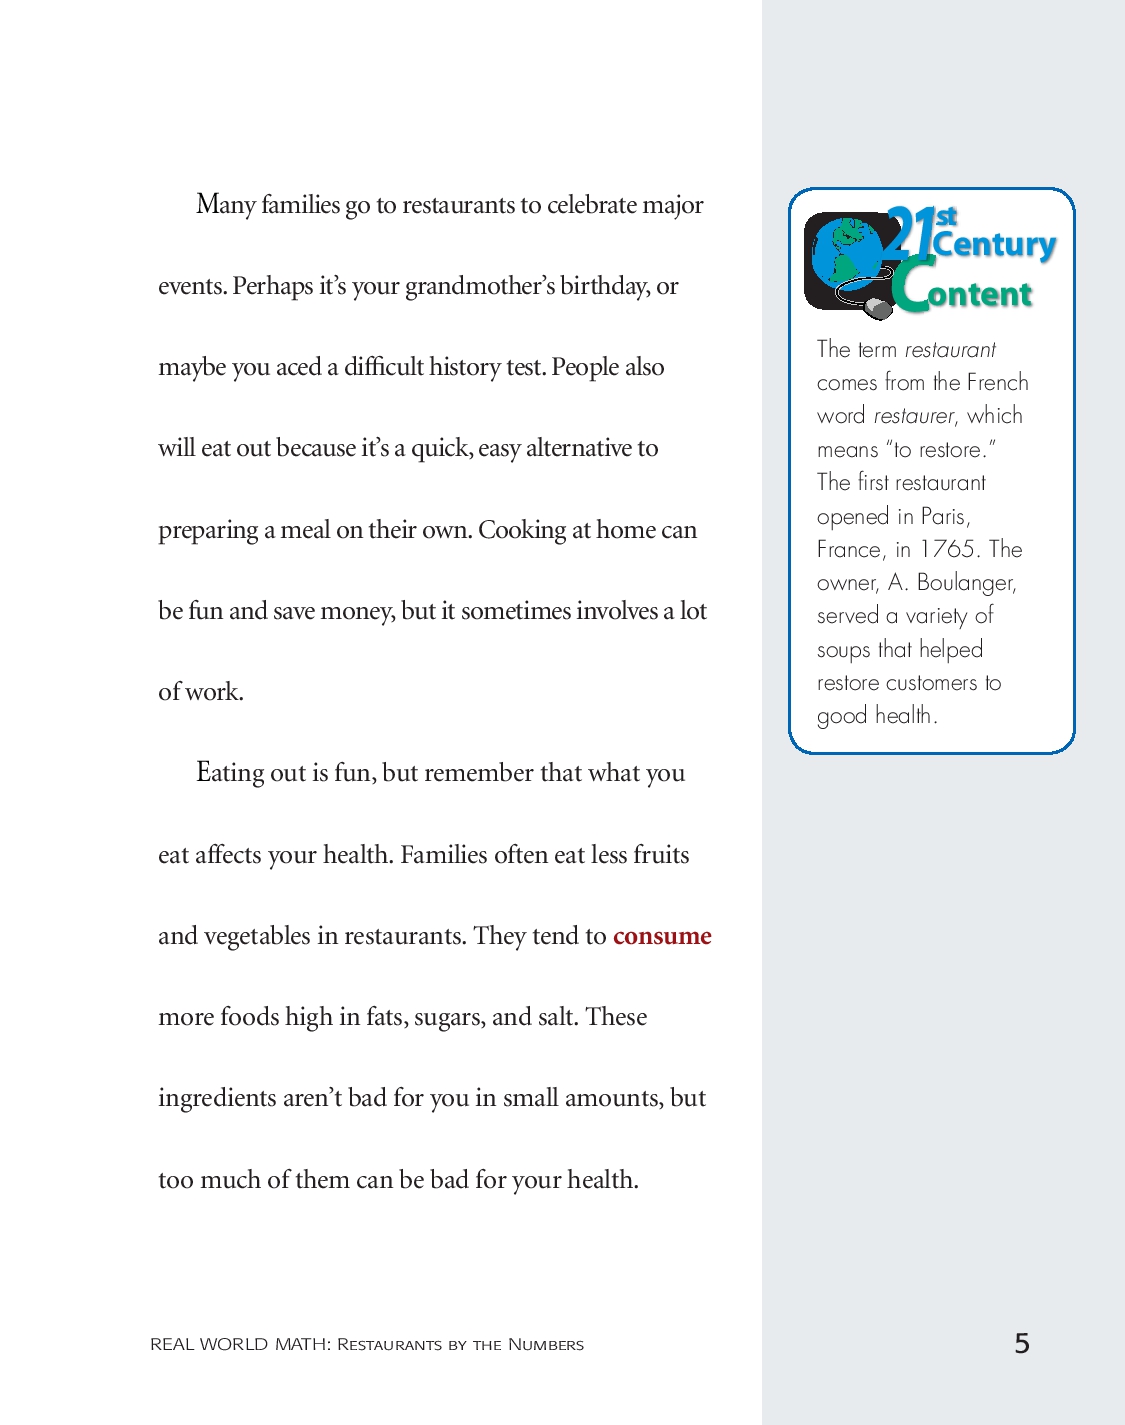 Many families go to restaurants to celebrate major
events. Perhaps it’s your grandmother’s birthday, or
maybe you aced a difficult history test. People also
will eat out because it’s a quick, easy alternative to
preparing a meal on their own. Cooking at home can
be fun and save money, but it sometimes involves a lot
of work.
Eating out is fun, but remember that what you
eat affects your health. Families often eat less fruits
and vegetables in restaurants. They tend to consume
more foods high in fats, sugars, and salt. These
ingredients aren’t bad for you in small amounts, but
too much of them can be bad for your health.
21st
Century
Content
The term restaurant
comes from the French
word restaurer, which
means “to restore.”
The first restaurant
opened in Paris,
France, in 1765. The
owner, A. Boulanger,
served a variety of
soups that helped
restore customers to
good health.
REAL WORLD MATH: Restaurants by the Numbers
5